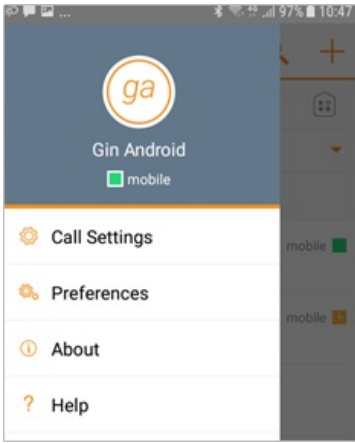 ... 97% 10:47
ga
Gin Android
mobile
Call Settings
mobile
Preferences
mobile
About
? Help